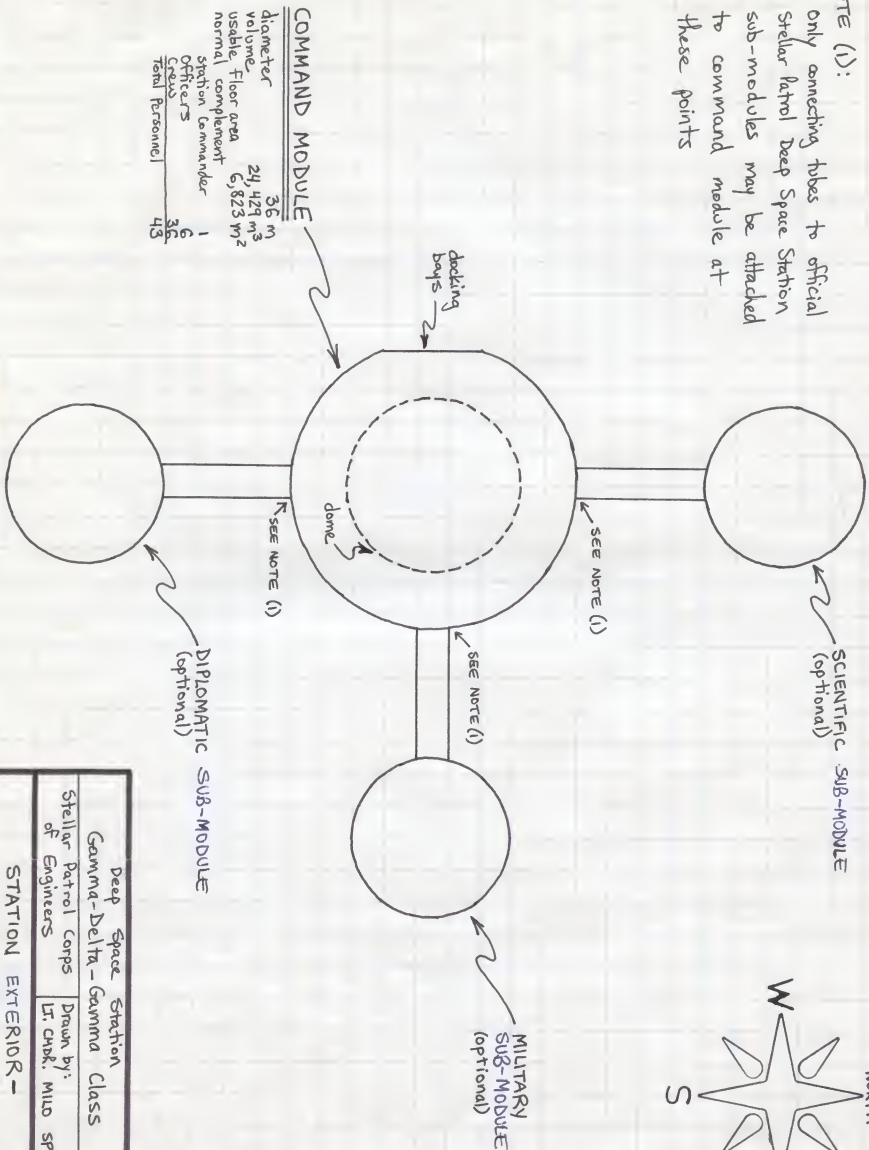 TE (1):
only connecting tubes to official
Stellar Patrol Deep Space Station
sub-modules may be attached
to command module at
these points
COMMAND MODULE
diameter 36 m
volume 24,429 m³
usable floor area 6,823 m²
normal complement
station commander 1
officers 6
crew 36
Total Personnel 43
docking
bays
dome
SEE NOTE (1)
SEE NOTE (1)
SEE NOTE (1)
SCIENTIFIC SUB-MODULE
(optional)
MILITARY
SUB-MODULE
(optional)
DIPLOMATIC SUB-MODULE
(optional)
NORTH
W
S
Deep Space Station
Gamma-Delta-Gamma Class
Stellar Patrol Corps
of Engineers
Drawn by:
LT. CMDR. MILO SP
STATION EXTERIOR-